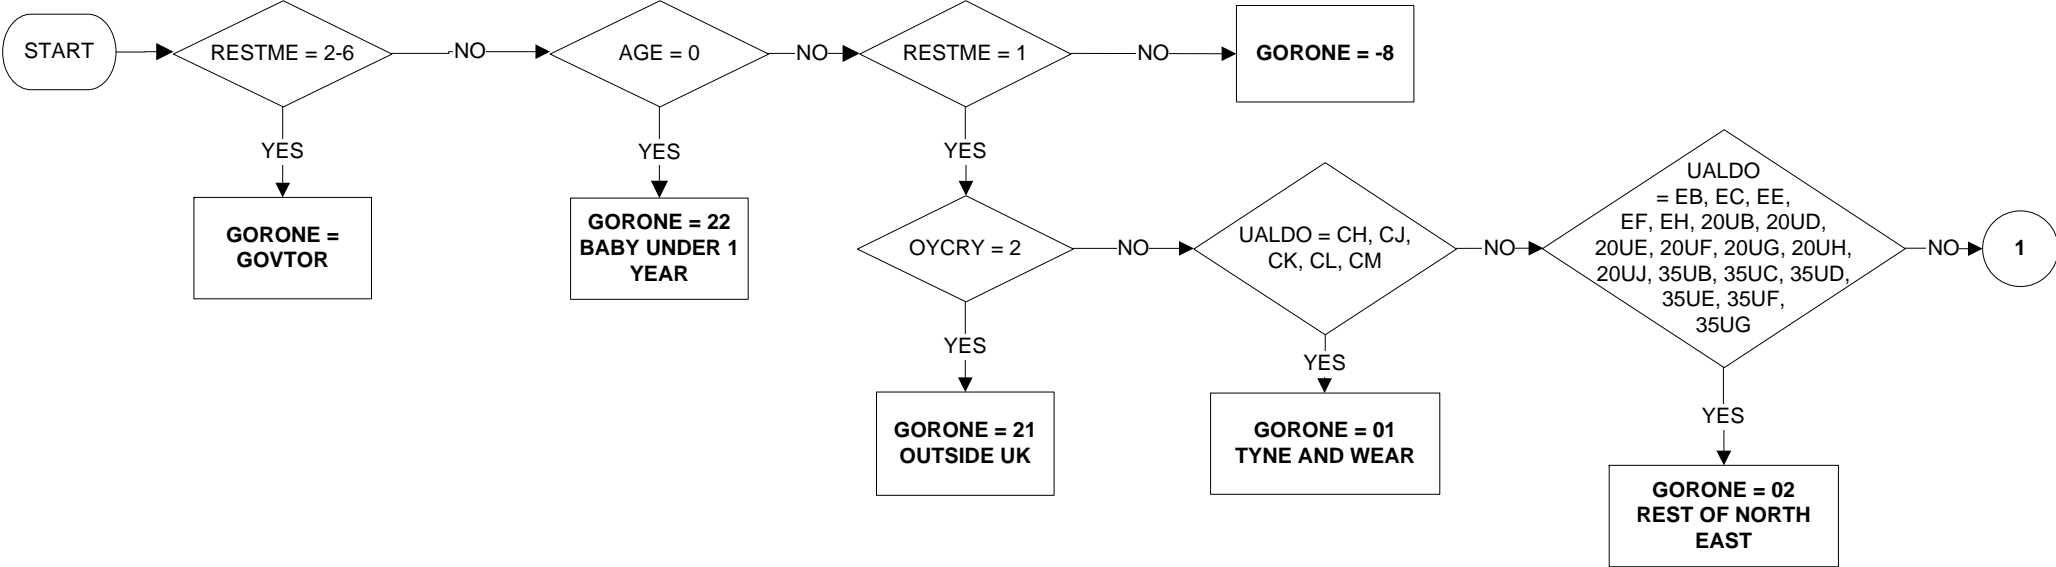 START
RESTME = 2-6
NO
AGE = 0
NO
RESTME = 1
NO
GORONE = -8
YES
YES
YES
GORONE =
GOVTOR
GORONE = 22
BABY UNDER 1
YEAR
OYCRY = 2
NO
UALDO = CH, CJ,
CK, CL, CM
NO
UALDO
= EB, EC, EE,
EF, EH, 20UB, 20UD,
20UE, 20UF, 20UG, 20UH,
20UJ, 35UB, 35UC, 35UD,
35UE, 35UF,
35UG
NO
1
YES
YES
YES
GORONE = 21
OUTSIDE UK
GORONE = 01
TYNE AND WEAR
GORONE = 02
REST OF NORTH
EAST